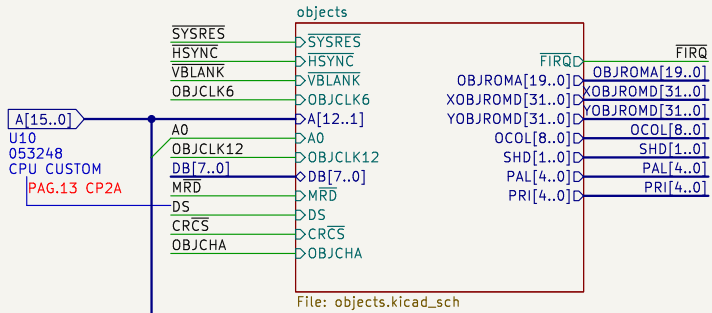 objects
SYSRES
HSYNC
VBLANK
OBJCLK6
A[15..0]
U10
053248
CPU CUSTOM
PAG.13 CP2A
A0
OBJCLK12
DB[7..0]
MRD
DS
CRCS
OBJCHA
SYSRES
HSYNC
VBLANK
OBJCLK6
A[12..1]
A0
OBJCLK12
DB[7..0]
MRD
DS
CRCS
OBJCHA
FIRQ
OBJROMA[19..0]
XOBJROMD[31..0]
YOBJROMD[31..0]
OCOL[8..0]
SHD[1..0]
PAL[4..0]
PRI[4..0]
FIRQ
OBJROMA[19..0]
XOBJROMD[31..0]
YOBJROMD[31..0]
OCOL[8..0]
SHD[1..0]
PAL[4..0]
PRI[4..0]
File: objects.kicad_sch